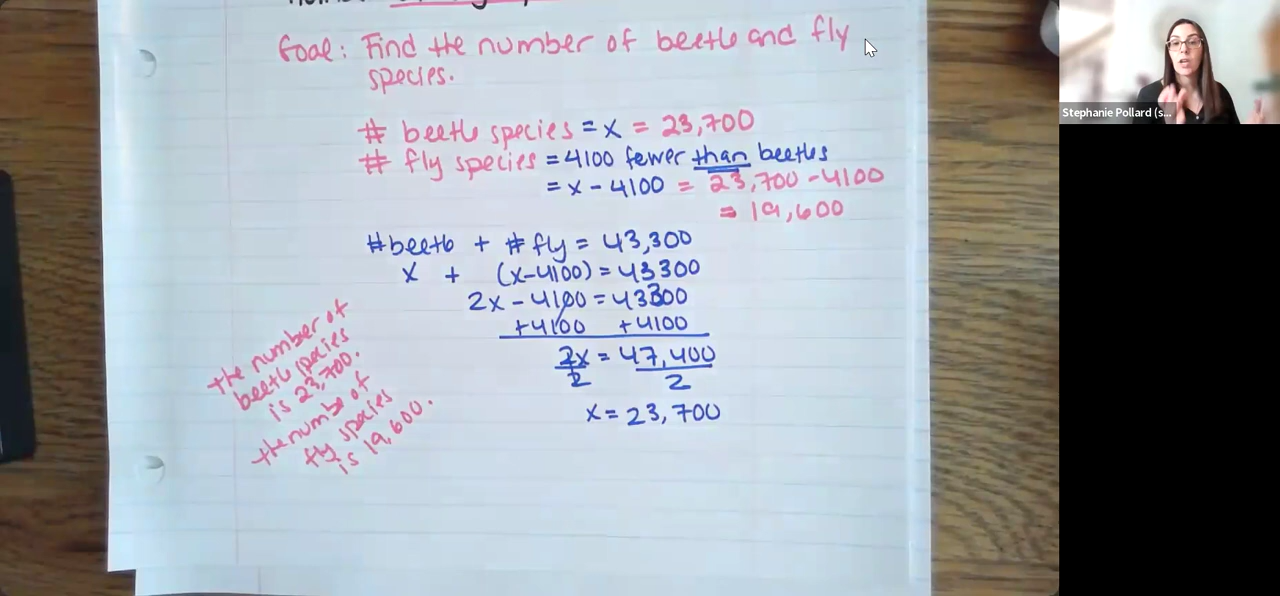 Goal: Find the number of beetle and fly
species.
# beetle species = x = 23,700
# fly species = 4100 fewer than beetles
= x - 4100 = 23,700 - 4100
= 19,600
#beetle + #fly = 43,300
x + (x-4100) = 43300
2x - 4100 = 43300
+4100 +4100
2x = 47,400
2 2
x = 23,700
the number of
beetle species
is 23,700.
the number of
fly species
is 19,600.
Stephanie Pollard (s...